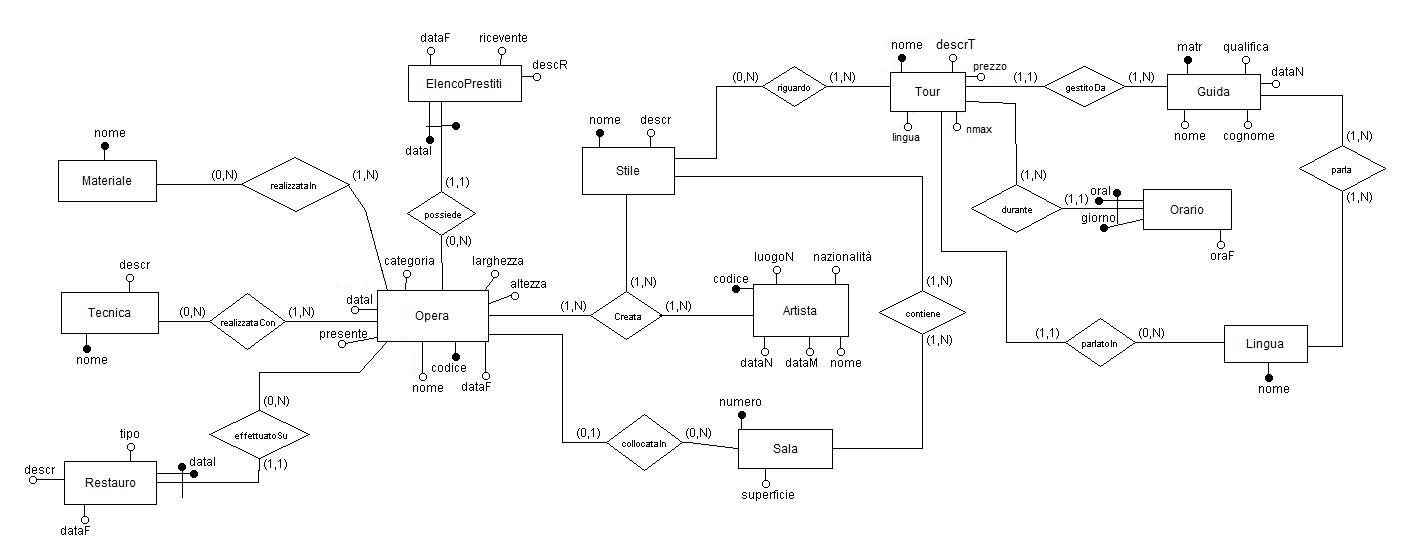 dataF
ricevente
descR
ElencoPrestiti
dataI
(1,1)
possiede
(0,N)
nome
Materiale
(0,N)
realizzataIn
(1,N)
descr
Tecnica
nome
(0,N)
realizzataCon
(1,N)
categoria
larghezza
altezza
dataI
Opera
presente
nome
codice
dataF
(0,N)
effettuatoSu
(1,1)
tipo
descr
dataI
Restauro
dataF
nome
descr
Stile
(0,N)
riguardo
(1,N)
(1,N)
(1,N)
Creata
(1,N)
luogoN
nazionalità
codice
Artista
dataN
dataM
nome
(1,N)
contiene
(1,N)
(0,1)
collocataIn
(0,N)
numero
Sala
superficie
nome
descrT
prezzo
Tour
lingua
nmax
(1,1)
gestitoDa
(1,N)
matr
qualifica
dataN
Guida
nome
cognome
(1,N)
parla
(1,N)
(1,N)
durante
(1,1)
oraI
giorno
Orario
oraF
(1,1)
parlatoIn
(0,N)
Lingua
nome